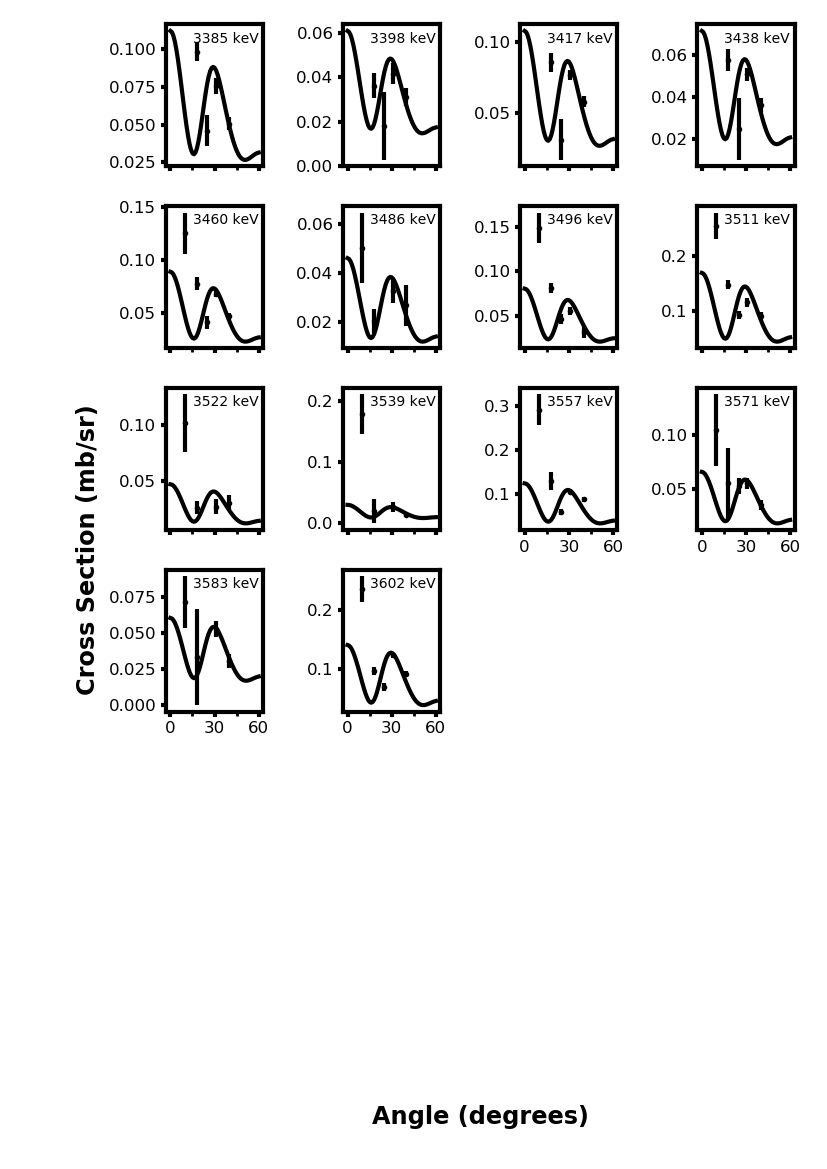 3385 keV 3398 keV 3417 keV 3438 keV
0.100 0.06 0.10 0.06
0.075 0.04 0.05 0.04
0.050 0.02 0.02
0.025 0.00
3460 keV 3486 keV 3496 keV 3511 keV
0.15 0.06 0.15 0.2
0.10 0.04 0.10 0.1
0.05 0.02 0.05
3522 keV 3539 keV 3557 keV 3571 keV
0.10 0.2 0.3 0.10
0.05 0.1 0.2 0.05
0.0 0.1
0 30 60 0 30 60
3583 keV 3602 keV
0.075 0.2
0.050 0.1
0.025
0.000
0 30 60 0 30 60
Cross Section (mb/sr)
Angle (degrees)